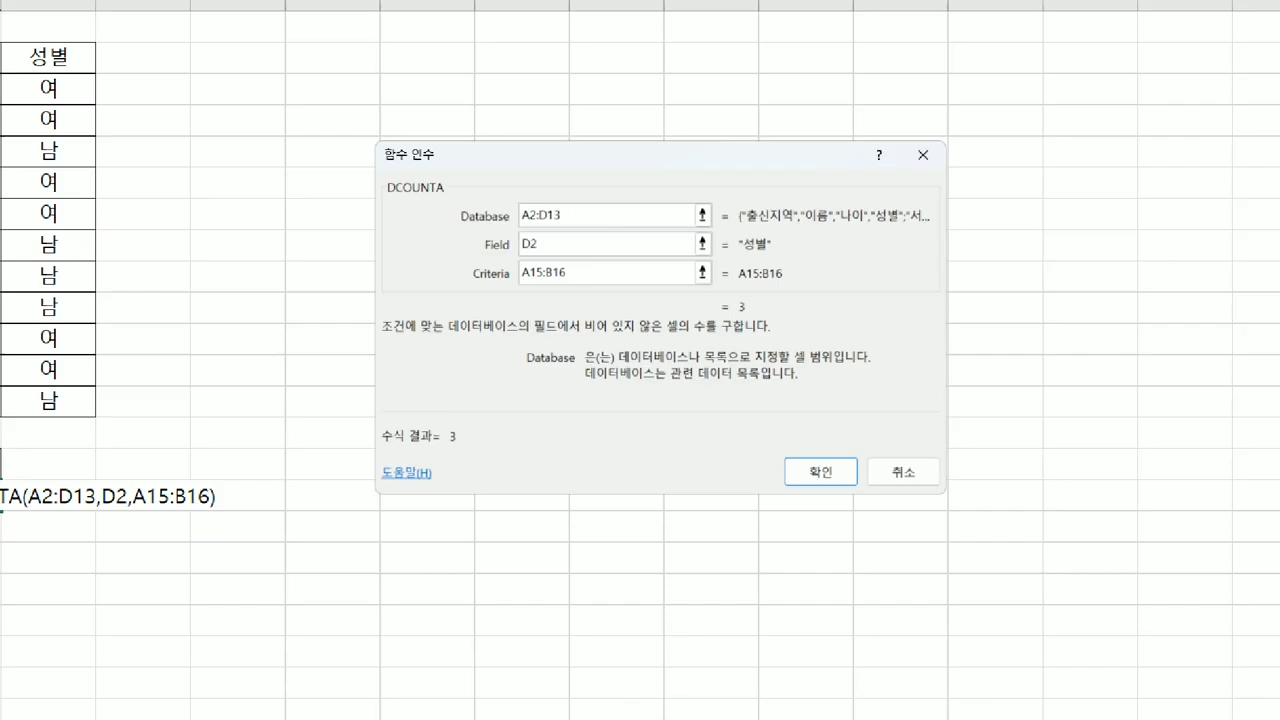 성별
여
여
남
여
여
남
남
남
여
여
남
TA(A2:D13,D2,A15:B16)
함수 인수 ?
DCOUNTA
Database A2:D13 = {"출신지역","이름","나이","성별";"서...
Field D2 = "성별"
Criteria A15:B16 = A15:B16
= 3
조건에 맞는 데이터베이스의 필드에서 비어 있지 않은 셀의 수를 구합니다.
Database 은(는) 데이터베이스나 목록으로 지정할 셀 범위입니다.
데이터베이스는 관련 데이터 목록입니다.
수식 결과= 3
도움말(H) 확인 취소